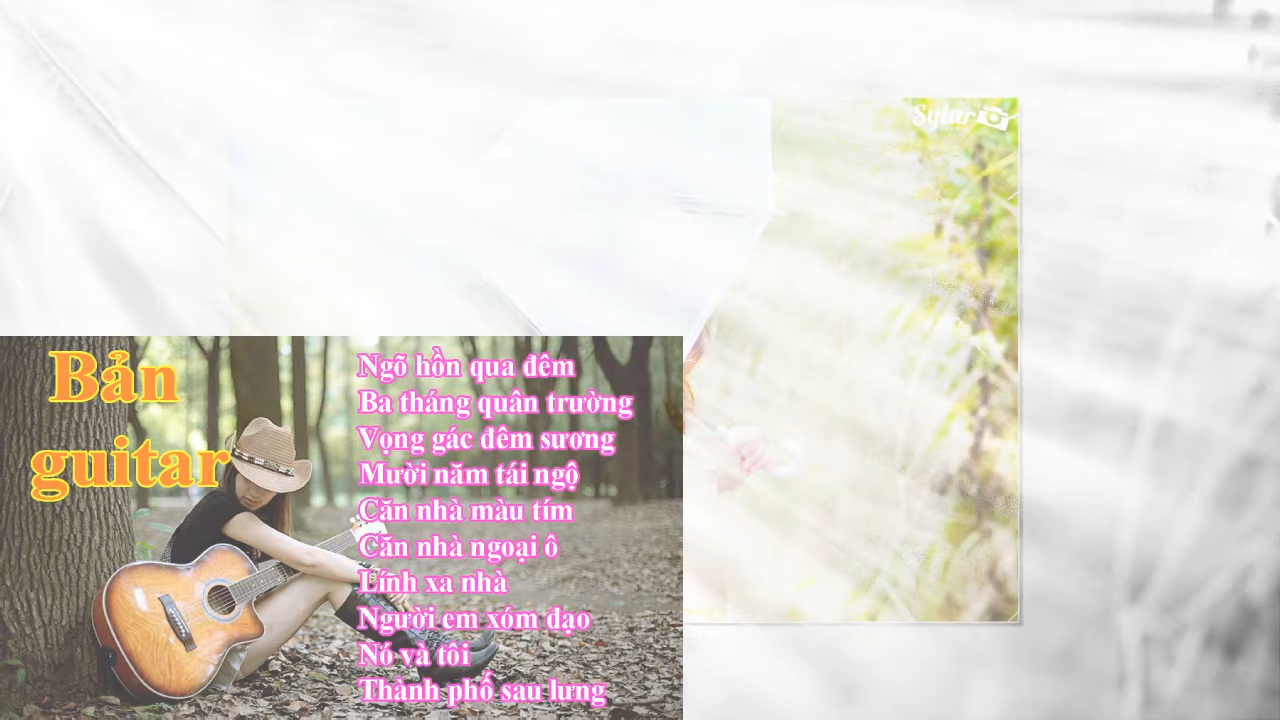 Sylar
Bản
guitar
Ngõ hồn qua đêm
Ba tháng quân trường
Vọng gác đêm sương
Mười năm tái ngộ
Căn nhà màu tím
Căn nhà ngoại ô
Lính xa nhà
Người em xóm đạo
Nó và tôi
Thành phố sau lưng